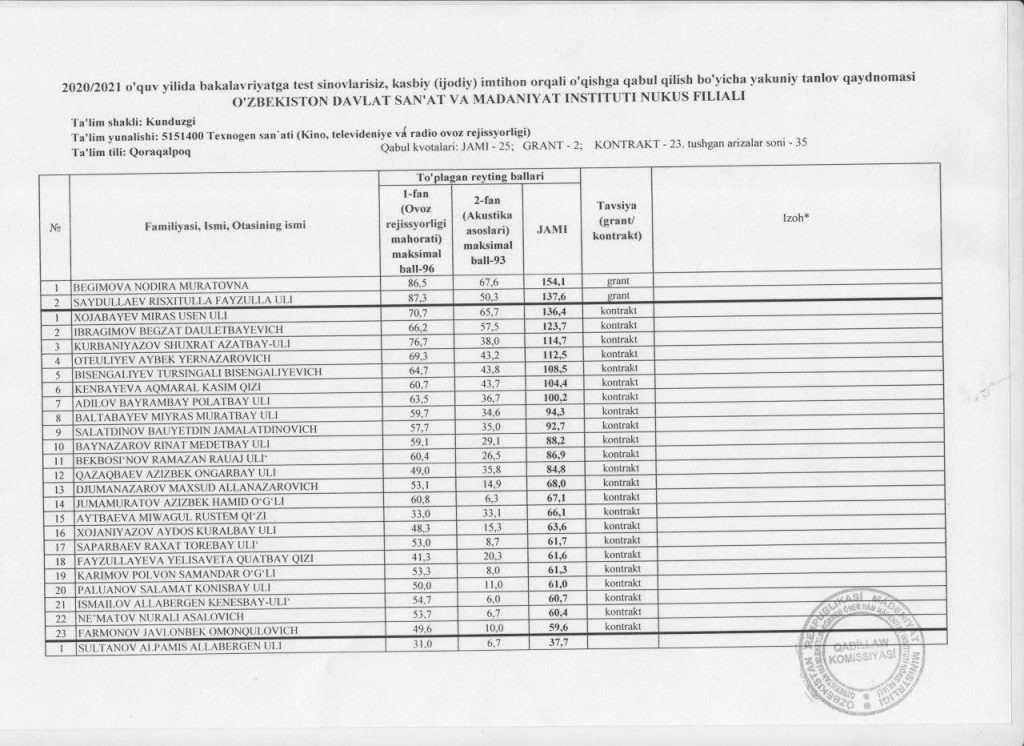 2020/2021 o'quv yilida bakalavriyatga test sinovlarisiz, kasbiy (ijodiy) imtihon orqali o'qishga qabul qilish bo'yicha yakuniy tanlov qaydnomasi
O'ZBEKISTON DAVLAT SAN'AT VA MADANIYAT INSTITUTI NUKUS FILIALI
Ta'lim shakli: Kunduzgi
Ta'lim yunalishi: 5151400 Texnogen san`ati (Kino, televideniye va radio ovoz rejissyorligi)
Ta'lim tili: Qoraqalpoq Qabul kvotalari: JAMI - 25; GRANT - 2; KONTRAKT - 23. tushgan arizalar soni - 35
№ Familiyasi, Ismi, Otasining ismi
To'plagan reyting ballari
1-fan
(Ovoz
rejissyorligi
mahorati)
maksimal
ball-96
2-fan
(Akustika
asoslari)
maksimal
ball-93
JAMI
Tavsiya
(grant/
kontrakt)
Izoh*
1 BEGIMOVA NODIRA MURATOVNA 86,5 67,6 154,1 grant
2 SAYDULLAEV RISXITULLA FAYZULLA ULI 87,3 50,3 137,6 grant
1 XOJABAYEV MIRAS USEN ULI 70,7 65,7 136,4 kontrakt
2 IBRAGIMOV BEGZAT DAULETBAYEVICH 66,2 57,5 123,7 kontrakt
3 KURBANIYAZOV SHUXRAT AZATBAY-ULI 76,7 38,0 114,7 kontrakt
4 OTEULIYEV AYBEK YERNAZAROVICH 69,3 43,2 112,5 kontrakt
5 BISENGALIYEV TURSINGALI BISENGALIYEVICH 64,7 43,8 108,5 kontrakt
6 KENBAYEVA AQMARAL KASIM QIZI 60,7 43,7 104,4 kontrakt
7 ADILOV BAYRAMBAY POLATBAY ULI 63,5 36,7 100,2 kontrakt
8 BALTABAYEV MIYRAS MURATBAY ULI 59,7 34,6 94,3 kontrakt
9 SALATDINOV BAUYETDIN JAMALATDINOVICH 57,7 35,0 92,7 kontrakt
10 BAYNAZAROV RINAT MEDETBAY ULI 59,1 29,1 88,2 kontrakt
11 BEKBOSI‘NOV RAMAZAN RAUAJ ULI‘ 60,4 26,5 86,9 kontrakt
12 QAZAQBAEV AZIZBEK ONGARBAY ULI 49,0 35,8 84,8 kontrakt
13 DJUMANAZAROV MAXSUD ALLANAZAROVICH 53,1 14,9 68,0 kontrakt
14 JUMAMURATOV AZIZBEK HAMID O‘G‘LI 60,8 6,3 67,1 kontrakt
15 AYTBAEVA MIWAGUL RUSTEM QI‘ZI 33,0 33,1 66,1 kontrakt
16 XOJANIYAZOV AYDOS KURALBAY ULI 48,3 15,3 63,6 kontrakt
17 SAPARBAEV RAXAT TOREBAY ULI‘ 53,0 8,7 61,7 kontrakt
18 FAYZULLAYEVA YELISAVETA QUATBAY QIZI 41,3 20,3 61,6 kontrakt
19 KARIMOV POLVON SAMANDAR O‘G‘LI 53,3 8,0 61,3 kontrakt
20 PALUANOV SALAMAT KONISBAY ULI 50,0 11,0 61,0 kontrakt
21 ISMAILOV ALLABERGEN KENESBAY-ULI‘ 54,7 6,0 60,7 kontrakt
22 NE’MATOV NURALI ASALOVICH 53,7 6,7 60,4 kontrakt
23 FARMONOV JAVLONBEK OMONQULOVICH 49,6 10,0 59,6 kontrakt
1 SULTANOV ALPAMIS ALLABERGEN ULI 31,0 6,7 37,7
ÓZBEKISTAN RESPUBLIKASÍ MÁDENIYAT MINISTRLIGI
QABÍLLAW
KOMISSIYASÍ